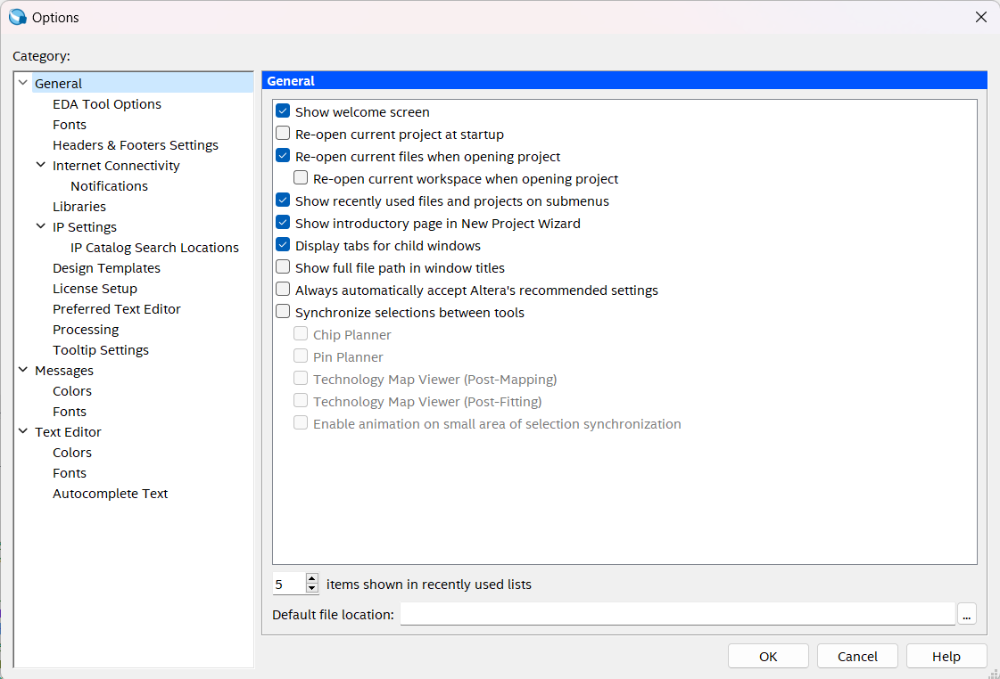 Options
Category:
General
EDA Tool Options
Fonts
Headers & Footers Settings
Internet Connectivity
Notifications
Libraries
IP Settings
IP Catalog Search Locations
Design Templates
License Setup
Preferred Text Editor
Processing
Tooltip Settings
Messages
Colors
Fonts
Text Editor
Colors
Fonts
Autocomplete Text
General
Show welcome screen
Re-open current project at startup
Re-open current files when opening project
Re-open current workspace when opening project
Show recently used files and projects on submenus
Show introductory page in New Project Wizard
Display tabs for child windows
Show full file path in window titles
Always automatically accept Altera's recommended settings
Synchronize selections between tools
Chip Planner
Pin Planner
Technology Map Viewer (Post-Mapping)
Technology Map Viewer (Post-Fitting)
Enable animation on small area of selection synchronization
5 items shown in recently used lists
Default file location: ...
OK Cancel Help